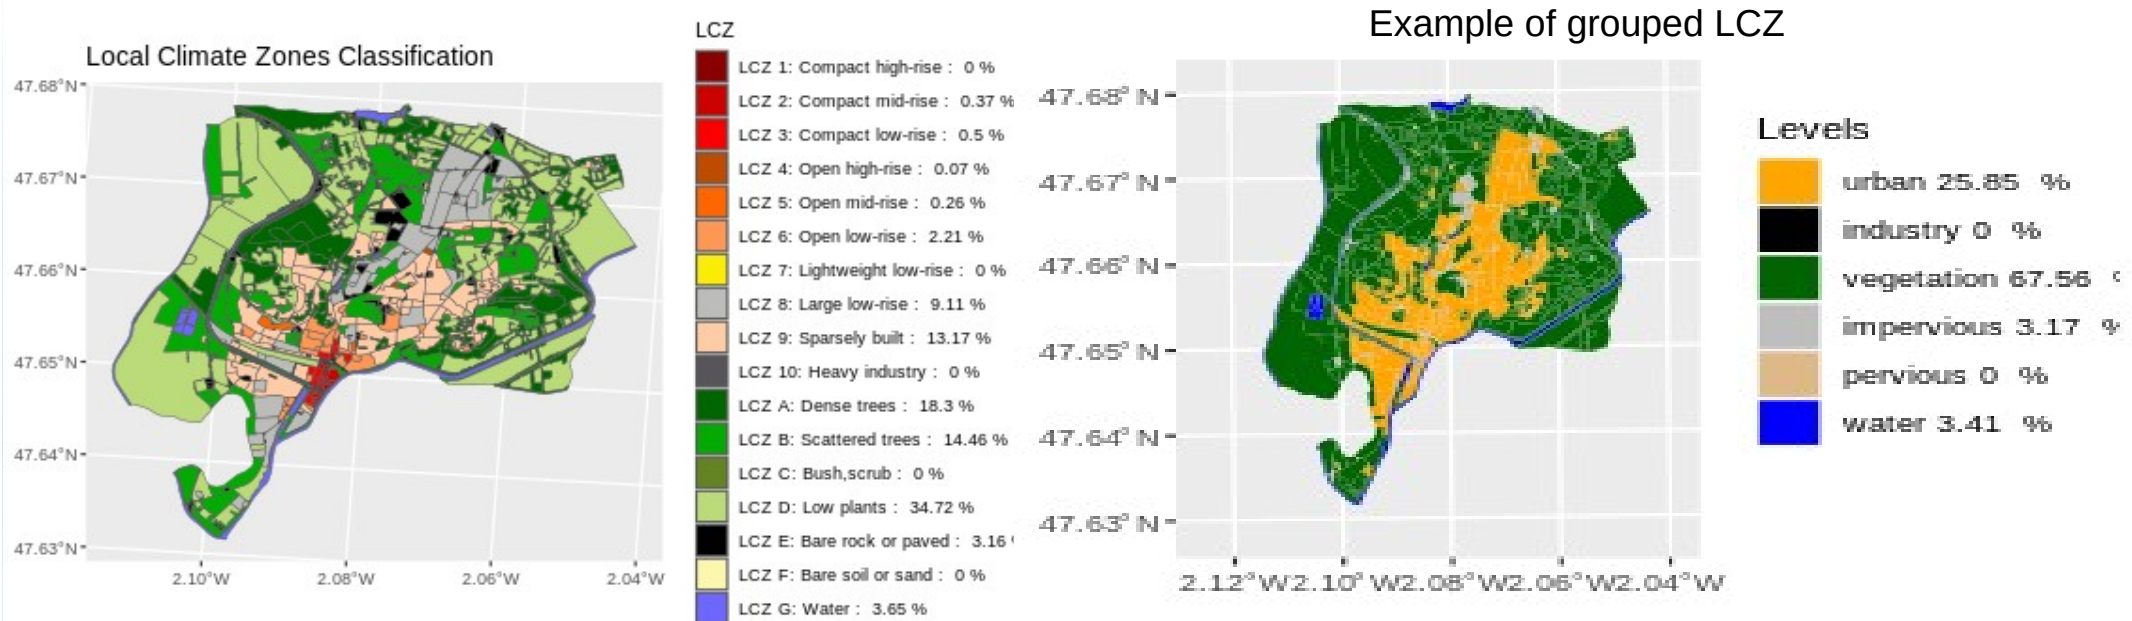 Local Climate Zones Classification
47.68°N
47.67°N
47.66°N
47.65°N
47.64°N
47.63°N
2.10°W 2.08°W 2.06°W 2.04°W
LCZ
LCZ 1: Compact high-rise : 0 %
LCZ 2: Compact mid-rise : 0.37 %
LCZ 3: Compact low-rise : 0.5 %
LCZ 4: Open high-rise : 0.07 %
LCZ 5: Open mid-rise : 0.26 %
LCZ 6: Open low-rise : 2.21 %
LCZ 7: Lightweight low-rise : 0 %
LCZ 8: Large low-rise : 9.11 %
LCZ 9: Sparsely built : 13.17 %
LCZ 10: Heavy industry : 0 %
LCZ A: Dense trees : 18.3 %
LCZ B: Scattered trees : 14.46 %
LCZ C: Bush,scrub : 0 %
LCZ D: Low plants : 34.72 %
LCZ E: Bare rock or paved : 3.16
LCZ F: Bare soil or sand : 0 %
LCZ G: Water : 3.65 %
Example of grouped LCZ
47.68°N
47.67°N
47.66°N
47.65°N
47.64°N
47.63°N
2.12°W 2.10°W 2.08°W 2.06°W 2.04°W
Levels
urban 25.85 %
industry 0 %
vegetation 67.56
impervious 3.17 %
pervious 0 %
water 3.41 %